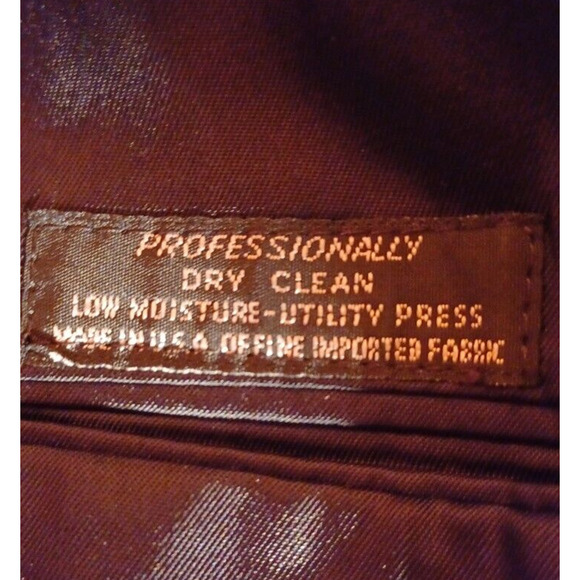 PROFESSIONALLY
DRY CLEAN
LOW MOISTURE-UTILITY PRESS
MADE IN U.S.A. OF FINE IMPORTED FABRIC